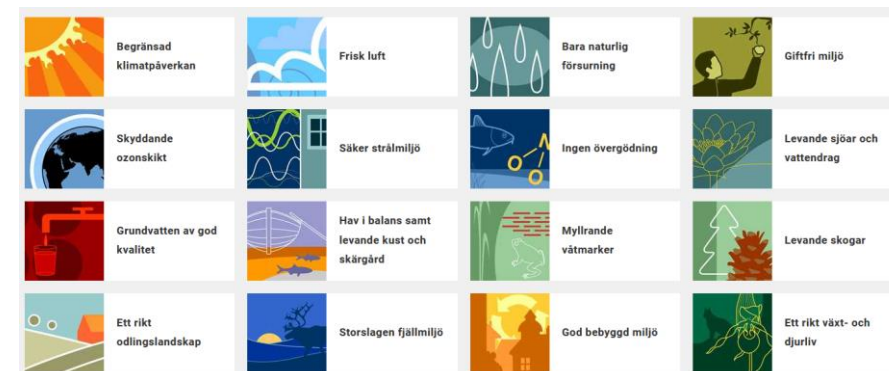 Begränsad
klimatpåverkan
Frisk luft
Bara naturlig
försurning
Giftfri miljö
Skyddande
ozonskikt
Säker strålmiljö
Ingen övergödning
Levande sjöar och
vattendrag
Grundvatten av god
kvalitet
Hav i balans samt
levande kust och
skärgård
Myllrande
våtmarker
Levande skogar
Ett rikt
odlingslandskap
Storslagen fjällmiljö
God bebyggd miljö
Ett rikt växt- och
djurliv